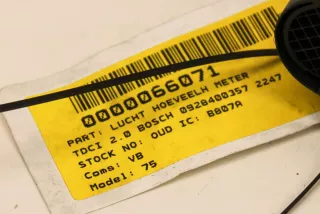 0000066071
PART: LUCHT HOEVEELH METER
TDCI 2.0 BOSCH 0928400357 2247
STOCK NO: OUD IC: B807A
Coms: VB
Model: 75